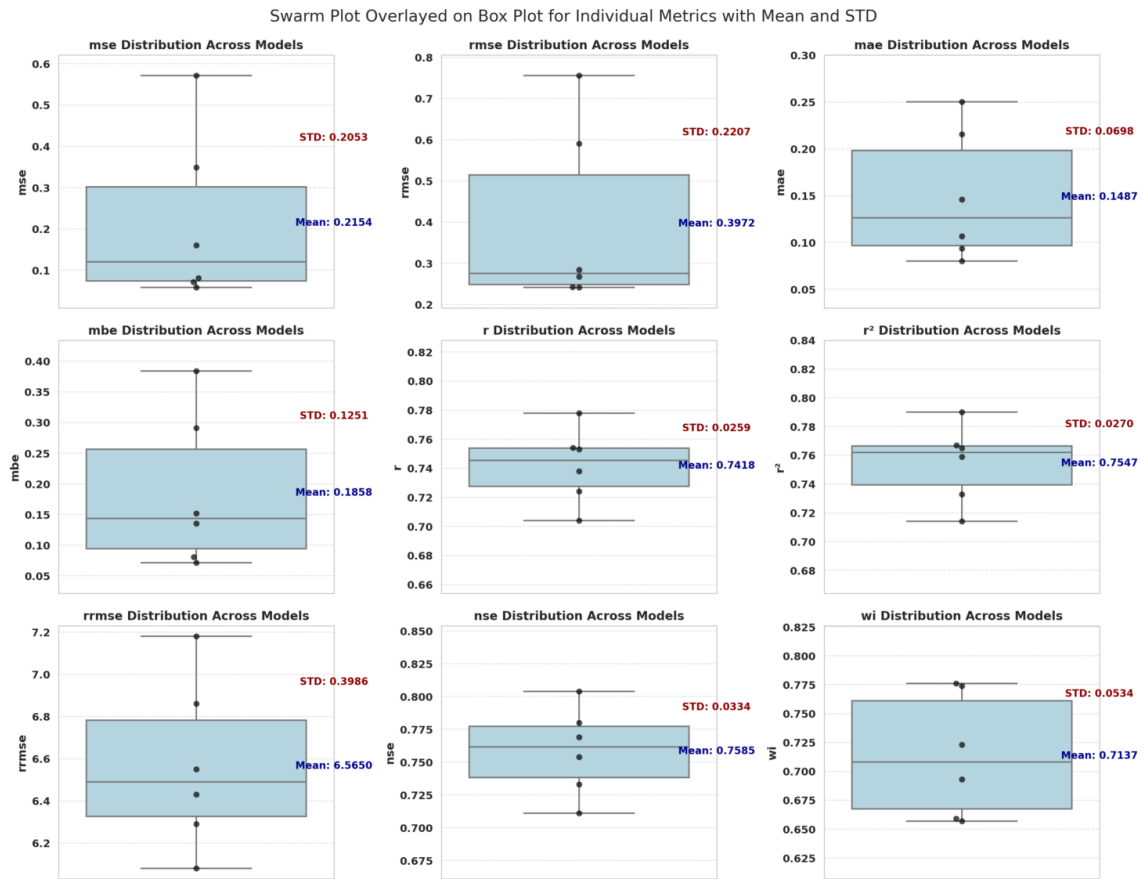 Swarm Plot Overlayed on Box Plot for Individual Metrics with Mean and STD
mse Distribution Across Models
mse
0.6
0.5
0.4
0.3
0.2
0.1
STD: 0.2053
Mean: 0.2154
rmse Distribution Across Models
rmse
0.8
0.7
0.6
0.5
0.4
0.3
0.2
STD: 0.2207
Mean: 0.3972
mae Distribution Across Models
mae
0.30
0.25
0.20
0.15
0.10
0.05
STD: 0.0698
Mean: 0.1487
mbe Distribution Across Models
mbe
0.40
0.35
0.30
0.25
0.20
0.15
0.10
0.05
STD: 0.1251
Mean: 0.1858
r Distribution Across Models
r
0.82
0.80
0.78
0.76
0.74
0.72
0.70
0.68
0.66
STD: 0.0259
Mean: 0.7418
r² Distribution Across Models
r²
0.84
0.82
0.80
0.78
0.76
0.74
0.72
0.70
0.68
STD: 0.0270
Mean: 0.7547
rrmse Distribution Across Models
rrmse
7.2
7.0
6.8
6.6
6.4
6.2
STD: 0.3986
Mean: 6.5650
nse Distribution Across Models
nse
0.850
0.825
0.800
0.775
0.750
0.725
0.700
0.675
STD: 0.0334
Mean: 0.7585
wi Distribution Across Models
wi
0.825
0.800
0.775
0.750
0.725
0.700
0.675
0.650
0.625
STD: 0.0534
Mean: 0.7137